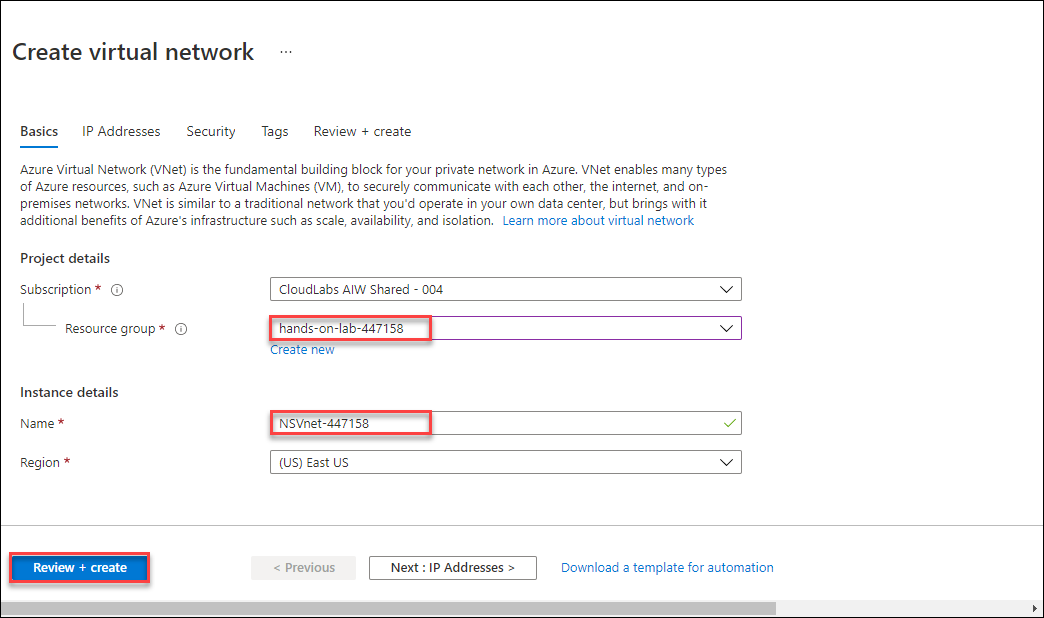 Create virtual network ...
Basics IP Addresses Security Tags Review + create
Azure Virtual Network (VNet) is the fundamental building block for your private network in Azure. VNet enables many types
of Azure resources, such as Azure Virtual Machines (VM), to securely communicate with each other, the internet, and on-
premises networks. VNet is similar to a traditional network that you'd operate in your own data center, but brings with it
additional benefits of Azure's infrastructure such as scale, availability, and isolation. Learn more about virtual network
Project details
Subscription * CloudLabs AIW Shared - 004
Resource group * hands-on-lab-447158
Create new
Instance details
Name * NSVnet-447158
Region * (US) East US
Review + create < Previous Next : IP Addresses > Download a template for automation